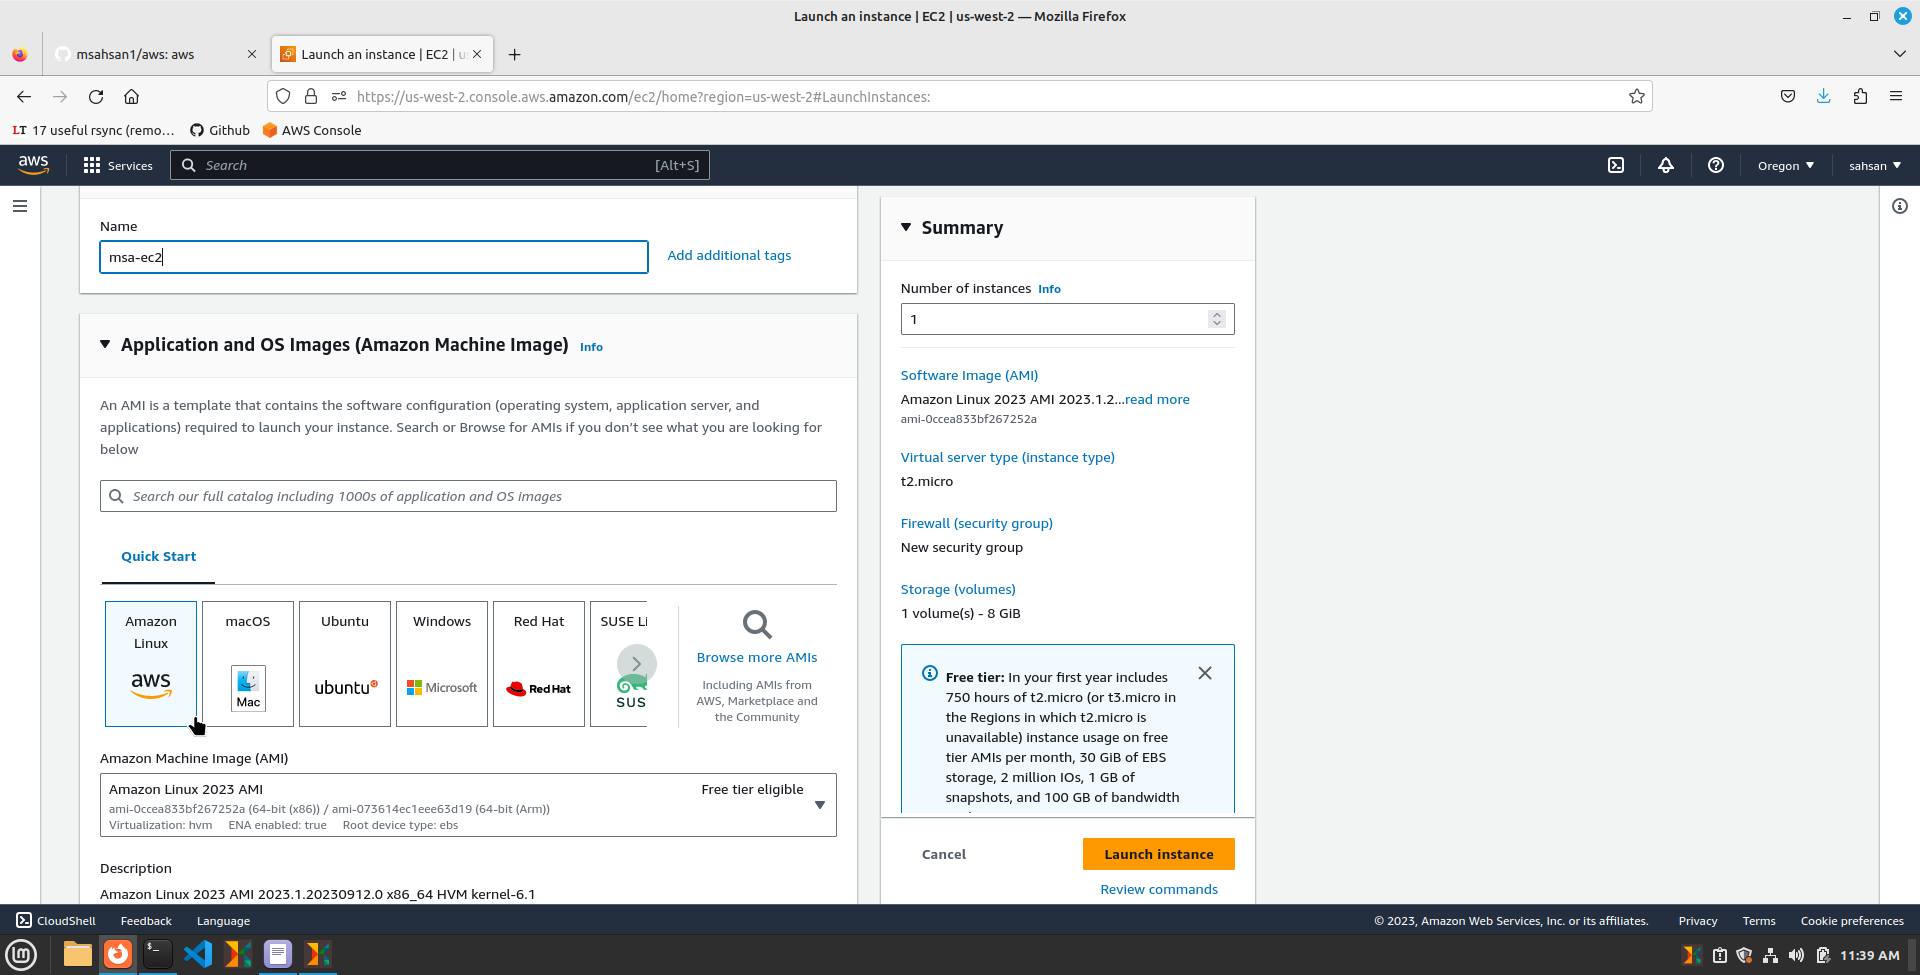 Launch an instance | EC2 | us-west-2 — Mozilla Firefox
msahsan1/aws: aws
Launch an instance | EC2 | u
https://us-west-2.console.aws.amazon.com/ec2/home?region=us-west-2#LaunchInstances:
LT 17 useful rsync (remo… Github AWS Console
aws Services Search [Alt+S] Oregon sahsan
Name
msa-ec2
Add additional tags
Application and OS Images (Amazon Machine Image) Info
An AMI is a template that contains the software configuration (operating system, application server, and
applications) required to launch your instance. Search or Browse for AMIs if you don’t see what you are looking for
below
Search our full catalog including 1000s of application and OS images
Quick Start
Amazon
Linux
aws
macOS
Mac
Ubuntu
ubuntu
Windows
Microsoft
Red Hat
Red Hat
SUSE Li
SUS
Browse more AMIs
Including AMIs from
AWS, Marketplace and
the Community
Amazon Machine Image (AMI)
Amazon Linux 2023 AMI
Free tier eligible
ami-0ccea833bf267252a (64-bit (x86)) / ami-073614ec1eee63d19 (64-bit (Arm))
Virtualization: hvm ENA enabled: true Root device type: ebs
Description
Amazon Linux 2023 AMI 2023.1.20230912.0 x86_64 HVM kernel-6.1
Summary
Number of instances Info
1
Software Image (AMI)
Amazon Linux 2023 AMI 2023.1.2...read more
ami-0ccea833bf267252a
Virtual server type (instance type)
t2.micro
Firewall (security group)
New security group
Storage (volumes)
1 volume(s) - 8 GiB
Free tier: In your first year includes
750 hours of t2.micro (or t3.micro in
the Regions in which t2.micro is
unavailable) instance usage on free
tier AMIs per month, 30 GiB of EBS
storage, 2 million IOs, 1 GB of
snapshots, and 100 GB of bandwidth
Cancel
Launch instance
Review commands
CloudShell Feedback Language © 2023, Amazon Web Services, Inc. or its affiliates. Privacy Terms Cookie preferences
11:39 AM